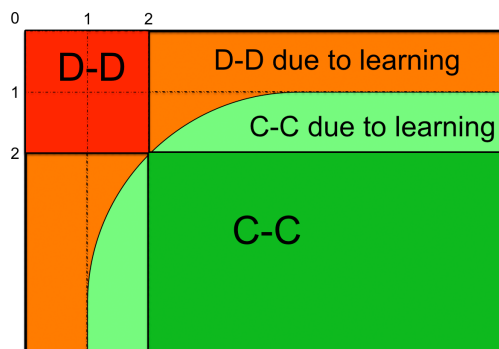 0 1 2
D-D
D-D due to learning
1
C-C due to learning
2
C-C